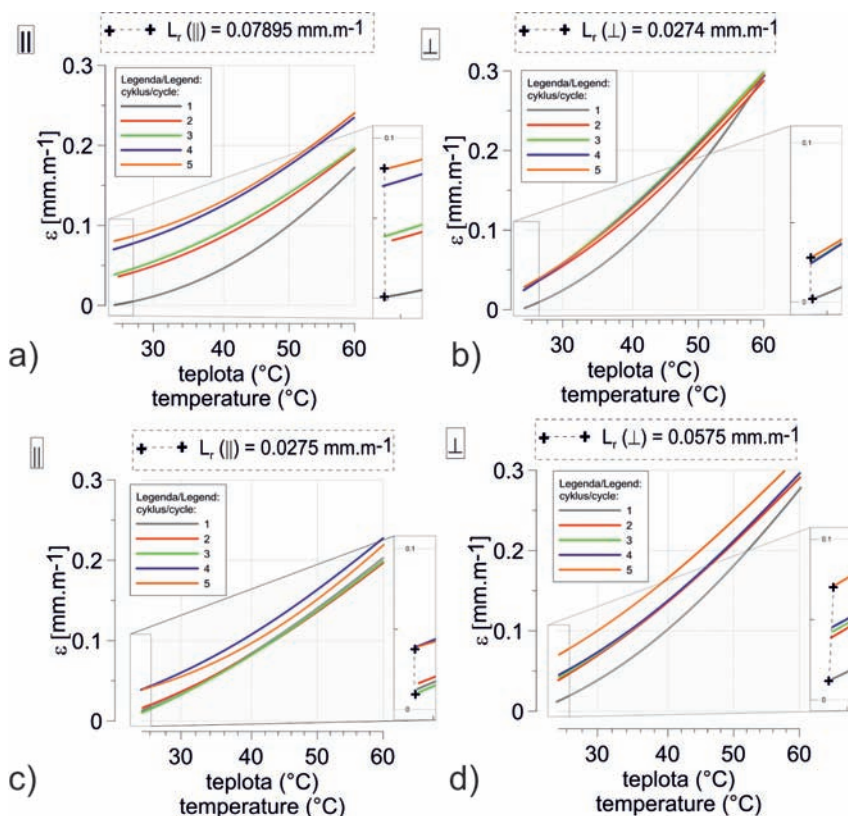 || L_r (||) = 0.07895 mm.m-1
0.3
0.2
0.1
0
ε [mm.m-1]
Legenda/Legend:
cyklus/cycle:
1
2
3
4
5
0.1
0
30 40 50 60
teplota (°C)
temperature (°C)
a)
⊥ L_r (⊥) = 0.0274 mm.m-1
0.3
0.2
0.1
0
ε [mm.m-1]
Legenda/Legend:
cyklus/cycle:
1
2
3
4
5
0.1
0
30 40 50 60
teplota (°C)
temperature (°C)
b)
|| L_r (||) = 0.0275 mm.m-1
0.3
0.2
0.1
0
ε [mm.m-1]
Legenda/Legend:
cyklus/cycle:
1
2
3
4
5
0.1
0
30 40 50 60
teplota (°C)
temperature (°C)
c)
⊥ L_r (⊥) = 0.0575 mm.m-1
0.3
0.2
0.1
0
ε [mm.m-1]
Legenda/Legend:
cyklus/cycle:
1
2
3
4
5
0.1
0
30 40 50 60
teplota (°C)
temperature (°C)
d)